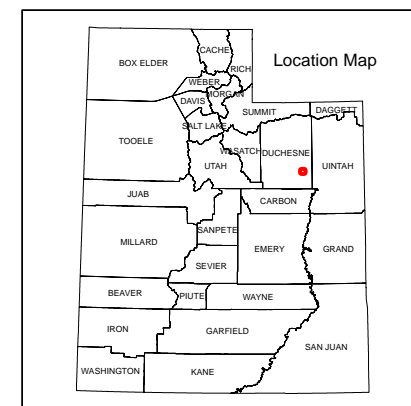 Location Map
CACHE
BOX ELDER
RICH
WEBER
MORGAN
DAVIS
SUMMIT
DAGGETT
SALT LAKE
TOOELE
WASATCH
DUCHESNE
UINTAH
UTAH
JUAB
CARBON
SANPETE
MILLARD
EMERY
GRAND
SEVIER
BEAVER
PIUTE
WAYNE
IRON
GARFIELD
SAN JUAN
WASHINGTON
KANE